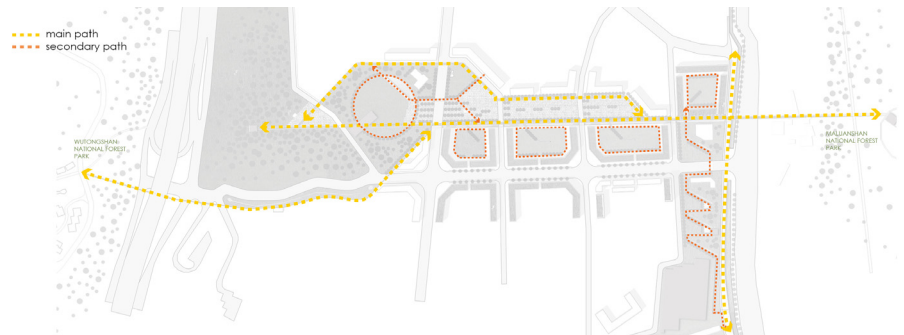 main path
secondary path
WUTONGSHAN
NATIONAL FOREST
PARK
MALUANSHAN
NATIONAL FOREST
PARK